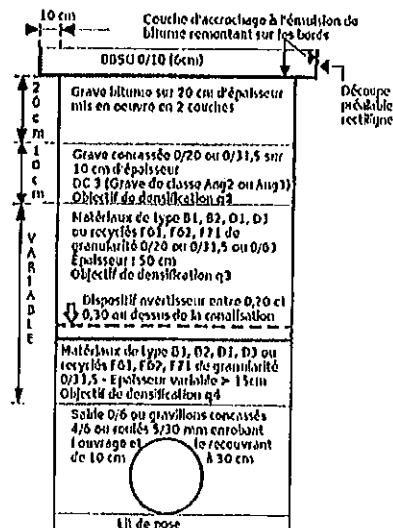 10 cm
Couche d'accrochage à l'émulsion de
bitume remontant sur les bords
BBSG 0/10 (6cm)
Découpe
préalable
rectiligne
20 cm
Grave bitume sur 20 cm d'épaisseur
mis en oeuvre en 2 couches
10 cm
Grave concassée 0/20 ou 0/31,5 sur
10 cm d'épaisseur
DC 3 (Grave de classe Ang2 ou Ang3)
Objectif de densification q2
VARIABLE
Matériaux de type B1, B2, D1, D3
ou recyclés F61, F62, F71 de
granularité 0/20 ou 0/31,5 ou 0/63
Epaisseur : 50 cm
Objectif de densification q3
Dispositif avertisseur entre 0,20 et
0,30 au dessus de la canalisation
Matériaux de type B1, B2, D1, D3 ou
recyclés F61, F62, F71 de granularité
0/31,5 - Epaisseur variable > 15cm
Objectif de densification q4
Sable 0/6 ou gravillons concassés
4/6 ou roulés 5/30 mm enrobant
l'ouvrage et le recouvrant
de 10 cm à 30 cm
Lit de pose